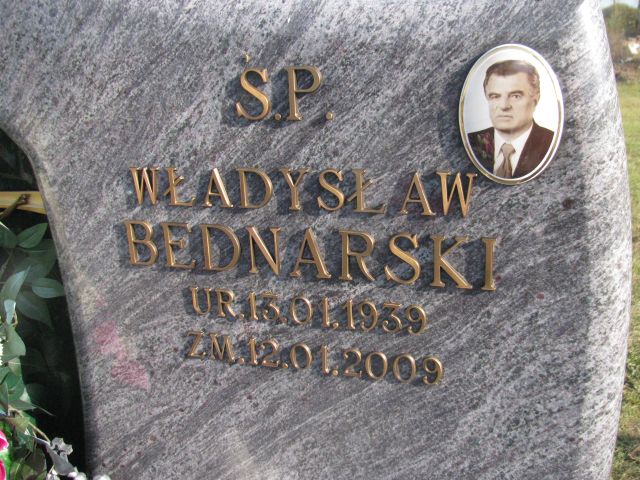 Ś.P.
WŁADYSŁAW
BEDNARSKI
UR.13.01.1939
ZM.12.01.2009